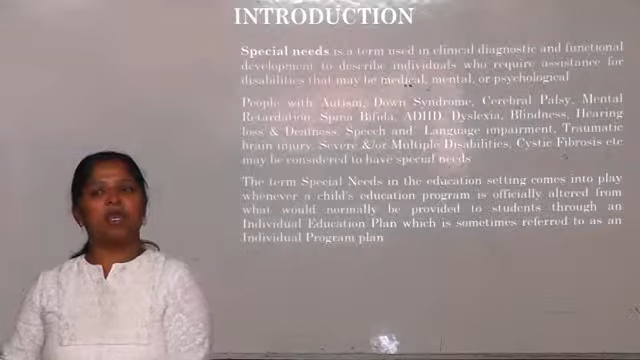 INTRODUCTION
Special needs is a term used in clinical diagnostic and functional
development to describe individuals who require assistance for
disabilities that may be medical, mental, or psychological
People with Autism, Down Syndrome, Cerebral Palsy, Mental
Retardation, Spina Bifida, ADHD, Dyslexia, Blindness, Hearing
loss & Deafness, Speech and Language impairment, Traumatic
brain injury, Severe &/or Multiple Disabilities, Cystic Fibrosis etc
may be considered to have special needs
The term Special Needs in the education setting comes into play
whenever a child's education program is officially altered from
what would normally be provided to students through an
Individual Education Plan which is sometimes referred to as an
Individual Program plan